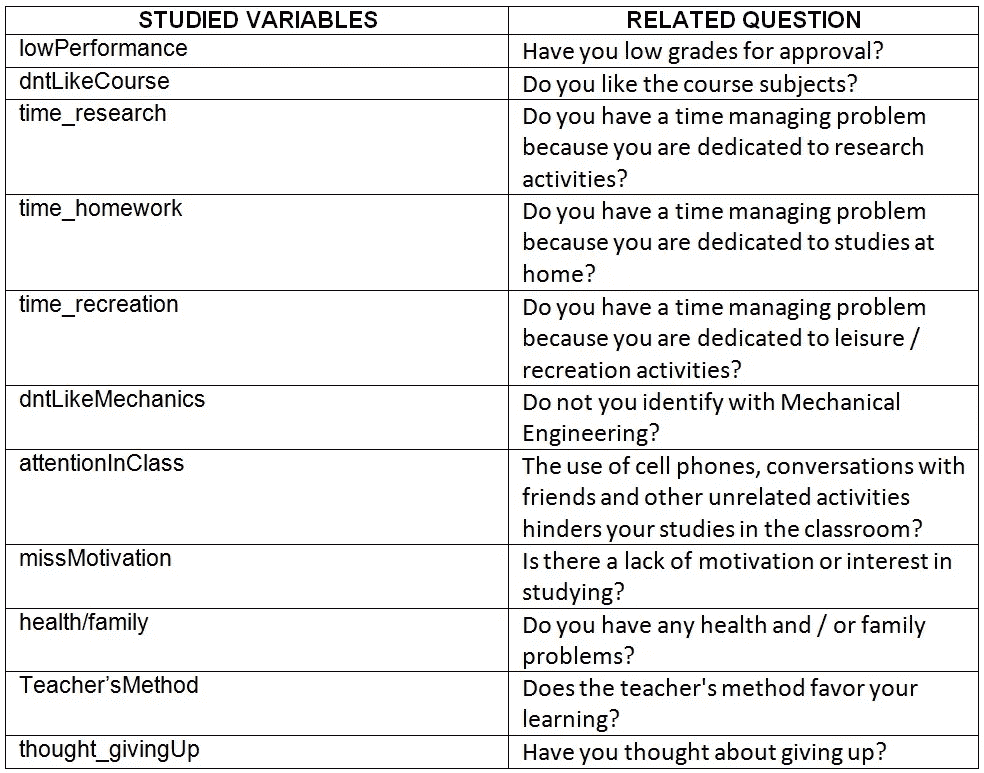 STUDIED VARIABLES RELATED QUESTION
lowPerformance Have you low grades for approval?
dntLikeCourse Do you like the course subjects?
time_research Do you have a time managing problem
because you are dedicated to research
activities?
time_homework Do you have a time managing problem
because you are dedicated to studies at
home?
time_recreation Do you have a time managing problem
because you are dedicated to leisure /
recreation activities?
dntLikeMechanics Do not you identify with Mechanical
Engineering?
attentionInClass The use of cell phones, conversations with
friends and other unrelated activities
hinders your studies in the classroom?
missMotivation Is there a lack of motivation or interest in
studying?
health/family Do you have any health and / or family
problems?
Teacher’sMethod Does the teacher's method favor your
learning?
thought_givingUp Have you thought about giving up?